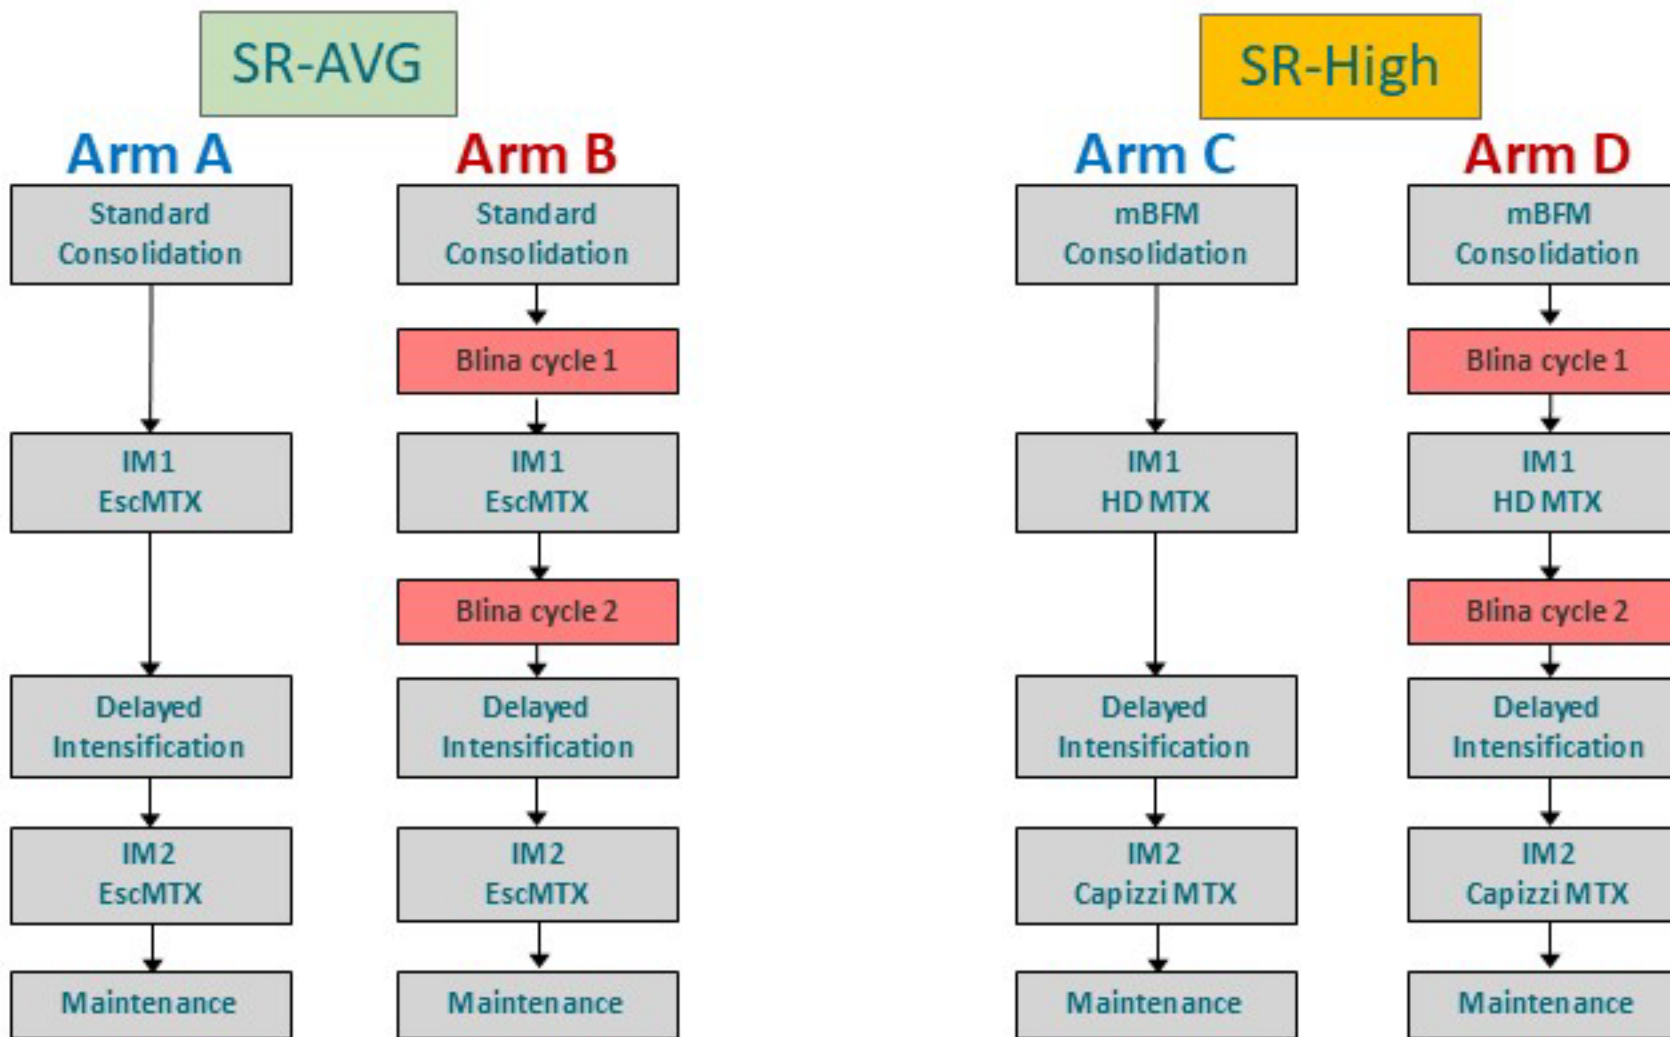 SR-AVG
Arm A
Standard
Consolidation
IM1
EscMTX
Delayed
Intensification
IM2
EscMTX
Maintenance
Arm B
Standard
Consolidation
Blina cycle 1
IM1
EscMTX
Blina cycle 2
Delayed
Intensification
IM2
EscMTX
Maintenance
SR-High
Arm C
mBFM
Consolidation
IM1
HD MTX
Delayed
Intensification
IM2
Capizzi MTX
Maintenance
Arm D
mBFM
Consolidation
Blina cycle 1
IM1
HD MTX
Blina cycle 2
Delayed
Intensification
IM2
Capizzi MTX
Maintenance